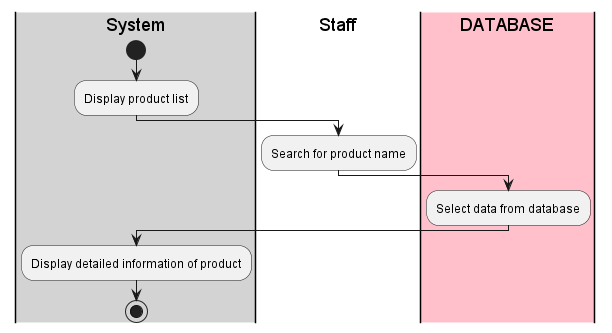 System
Staff
DATABASE
Display product list
Search for product name
Select data from database
Display detailed information of product